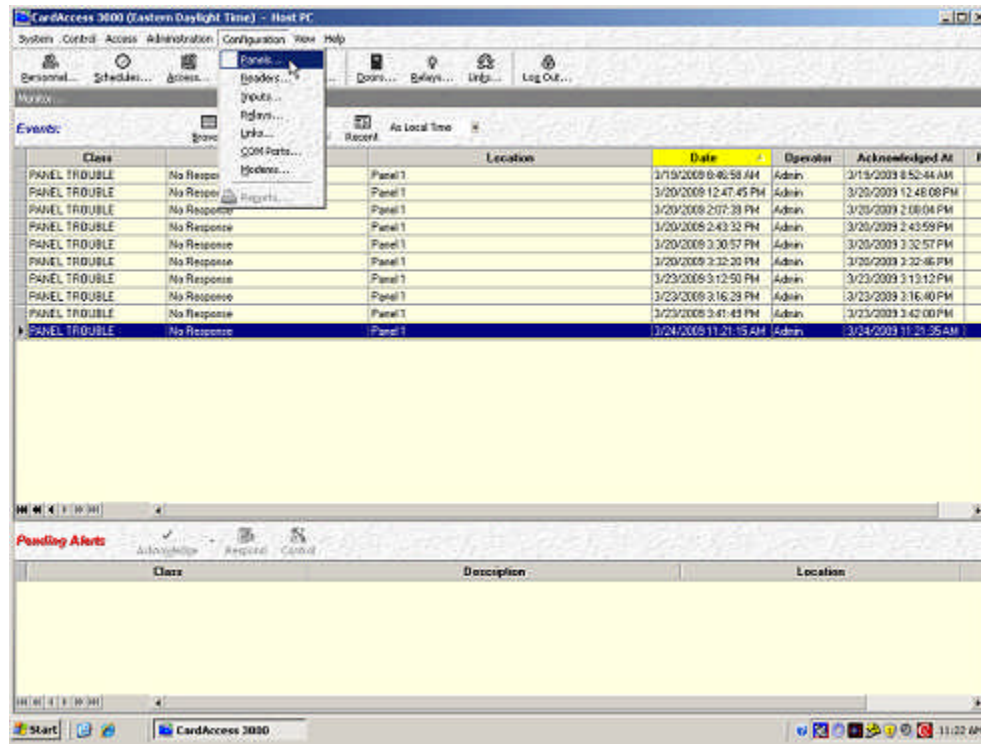 CardAccess 3000 (Eastern Daylight Time) - Host PC
System Control Access Administration Configuration View Help
Personnel... Schedules... Access... Doors... Relays... Links... Log Out...
Panels...
Readers...
Inputs...
Relays...
Links...
COM Ports...
Modems...
Reports...
Monitor...
Events: Recent As Local Time
Class Location Date Operator Acknowledged At
PANEL TROUBLE No Respo Panel 1 3/19/2009 8:46:58 AM Admin 3/19/2009 8:52:44 AM
PANEL TROUBLE No Respo Panel 1 3/20/2009 12:47:45 PM Admin 3/20/2009 12:48:08 PM
PANEL TROUBLE No Response Panel 1 3/20/2009 2:07:39 PM Admin 3/20/2009 2:08:04 PM
PANEL TROUBLE No Response Panel 1 3/20/2009 2:43:32 PM Admin 3/20/2009 2:43:59 PM
PANEL TROUBLE No Response Panel 1 3/20/2009 3:30:57 PM Admin 3/20/2009 3:32:57 PM
PANEL TROUBLE No Response Panel 1 3/20/2009 3:32:20 PM Admin 3/20/2009 3:32:46 PM
PANEL TROUBLE No Response Panel 1 3/23/2009 3:12:50 PM Admin 3/23/2009 3:13:12 PM
PANEL TROUBLE No Response Panel 1 3/23/2009 3:16:29 PM Admin 3/23/2009 3:16:40 PM
PANEL TROUBLE No Response Panel 1 3/23/2009 3:41:49 PM Admin 3/23/2009 3:42:00 PM
PANEL TROUBLE No Response Panel 1 3/24/2009 11:21:15 AM Admin 3/24/2009 11:21:35 AM
Pending Alerts Acknowledge Respond Control
Class Description Location
Start CardAccess 3000 11:22 AM